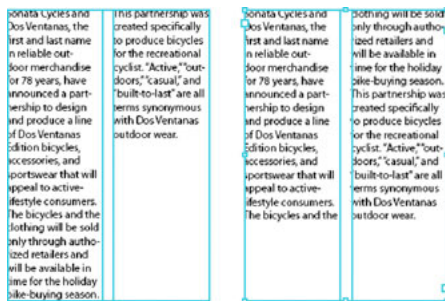 Sonata Cycles and
Dos Ventanas, the
first and last name
in reliable out-
door merchandise
for 78 years, have
announced a part-
nership to design
and produce a line
of Dos Ventanas
Edition bicycles,
accessories, and
sportswear that will
appeal to active-
lifestyle consumers.
The bicycles and the
clothing will be sold
only through autho-
rized retailers and
will be available in
time for the holiday
bike-buying season.
This partnership was
created specifically
to produce bicycles
for the recreational
cyclist. "Active," "out-
doors," "casual," and
"built-to-last" are all
terms synonymous
with Dos Ventanas
outdoor wear.
Sonata Cycles and
Dos Ventanas, the
first and last name
in reliable out-
door merchandise
for 78 years, have
announced a part-
nership to design
and produce a line
of Dos Ventanas
Edition bicycles,
accessories, and
sportswear that will
appeal to active-
lifestyle consumers.
The bicycles and the
clothing will be sold
only through autho-
rized retailers and
will be available in
time for the holiday
bike-buying season.
This partnership was
created specifically
to produce bicycles
for the recreational
cyclist. "Active," "out-
doors," "casual," and
"built-to-last" are all
terms synonymous
with Dos Ventanas
outdoor wear.